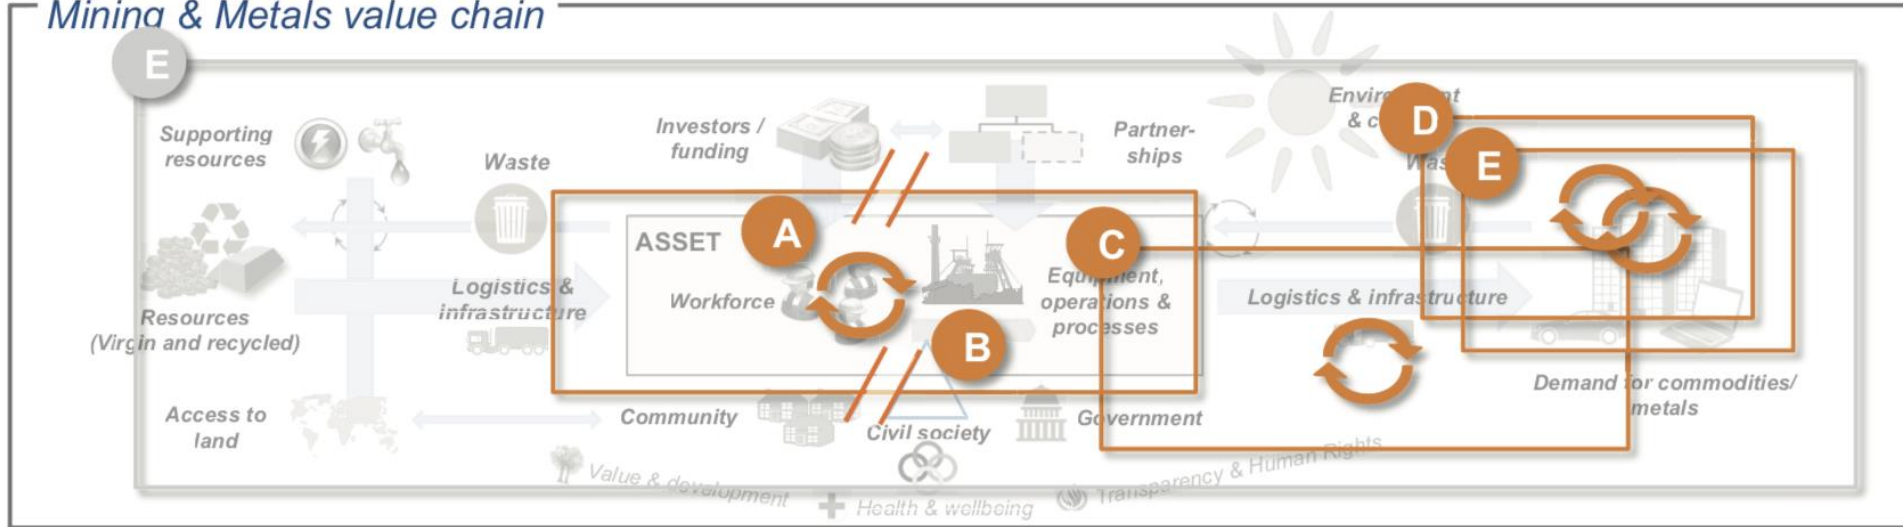 Mining & Metals value chain
E
Supporting
resources
Waste
Investors /
funding
Partner-
ships
Environment
& c
D
E
Was
A
ASSET
C
Workforce
Equipment,
operations &
processes
B
Logistics &
infrastructure
Logistics & infrastructure
Resources
(Virgin and recycled)
Demand for commodities/
metals
Access to
land
Community
Civil society
Government
Value & development
Health & wellbeing
Transparency & Human Rights